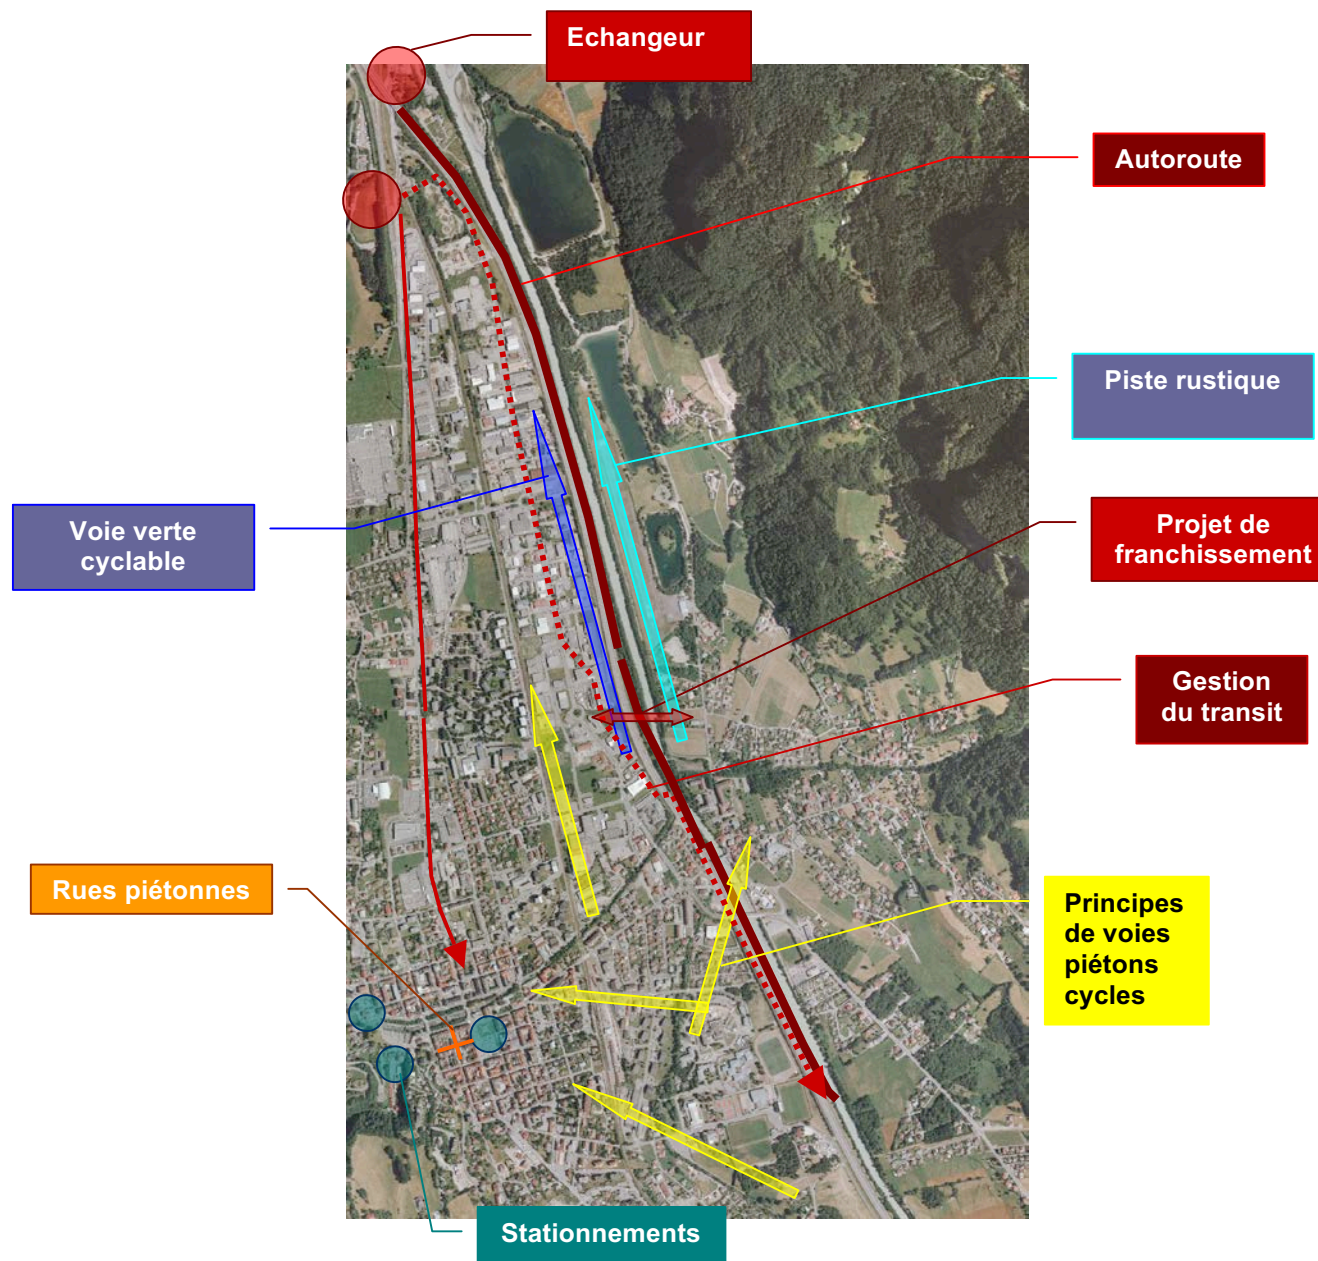 Echangeur
Autoroute
Piste rustique
Voie verte
cyclable
Projet de
franchissement
Gestion
du transit
Rues piétonnes
Principes
de voies
piétons
cycles
Stationnements